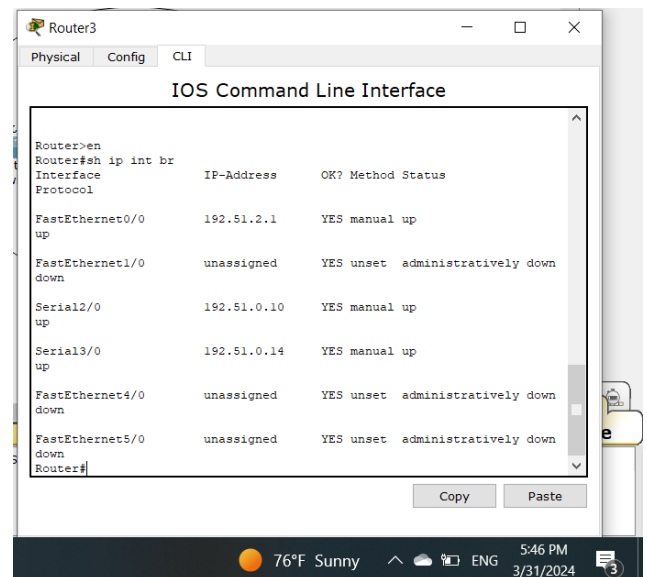 Router3
Physical Config CLI
IOS Command Line Interface
Router>en
Router#sh ip int br
Interface IP-Address OK? Method Status
Protocol
FastEthernet0/0 192.51.2.1 YES manual up
up
FastEthernet1/0 unassigned YES unset administratively down
down
Serial2/0 192.51.0.10 YES manual up
up
Serial3/0 192.51.0.14 YES manual up
up
FastEthernet4/0 unassigned YES unset administratively down
down
FastEthernet5/0 unassigned YES unset administratively down
down
Router#
Copy Paste
76°F Sunny ENG 5:46 PM
3/31/2024
3